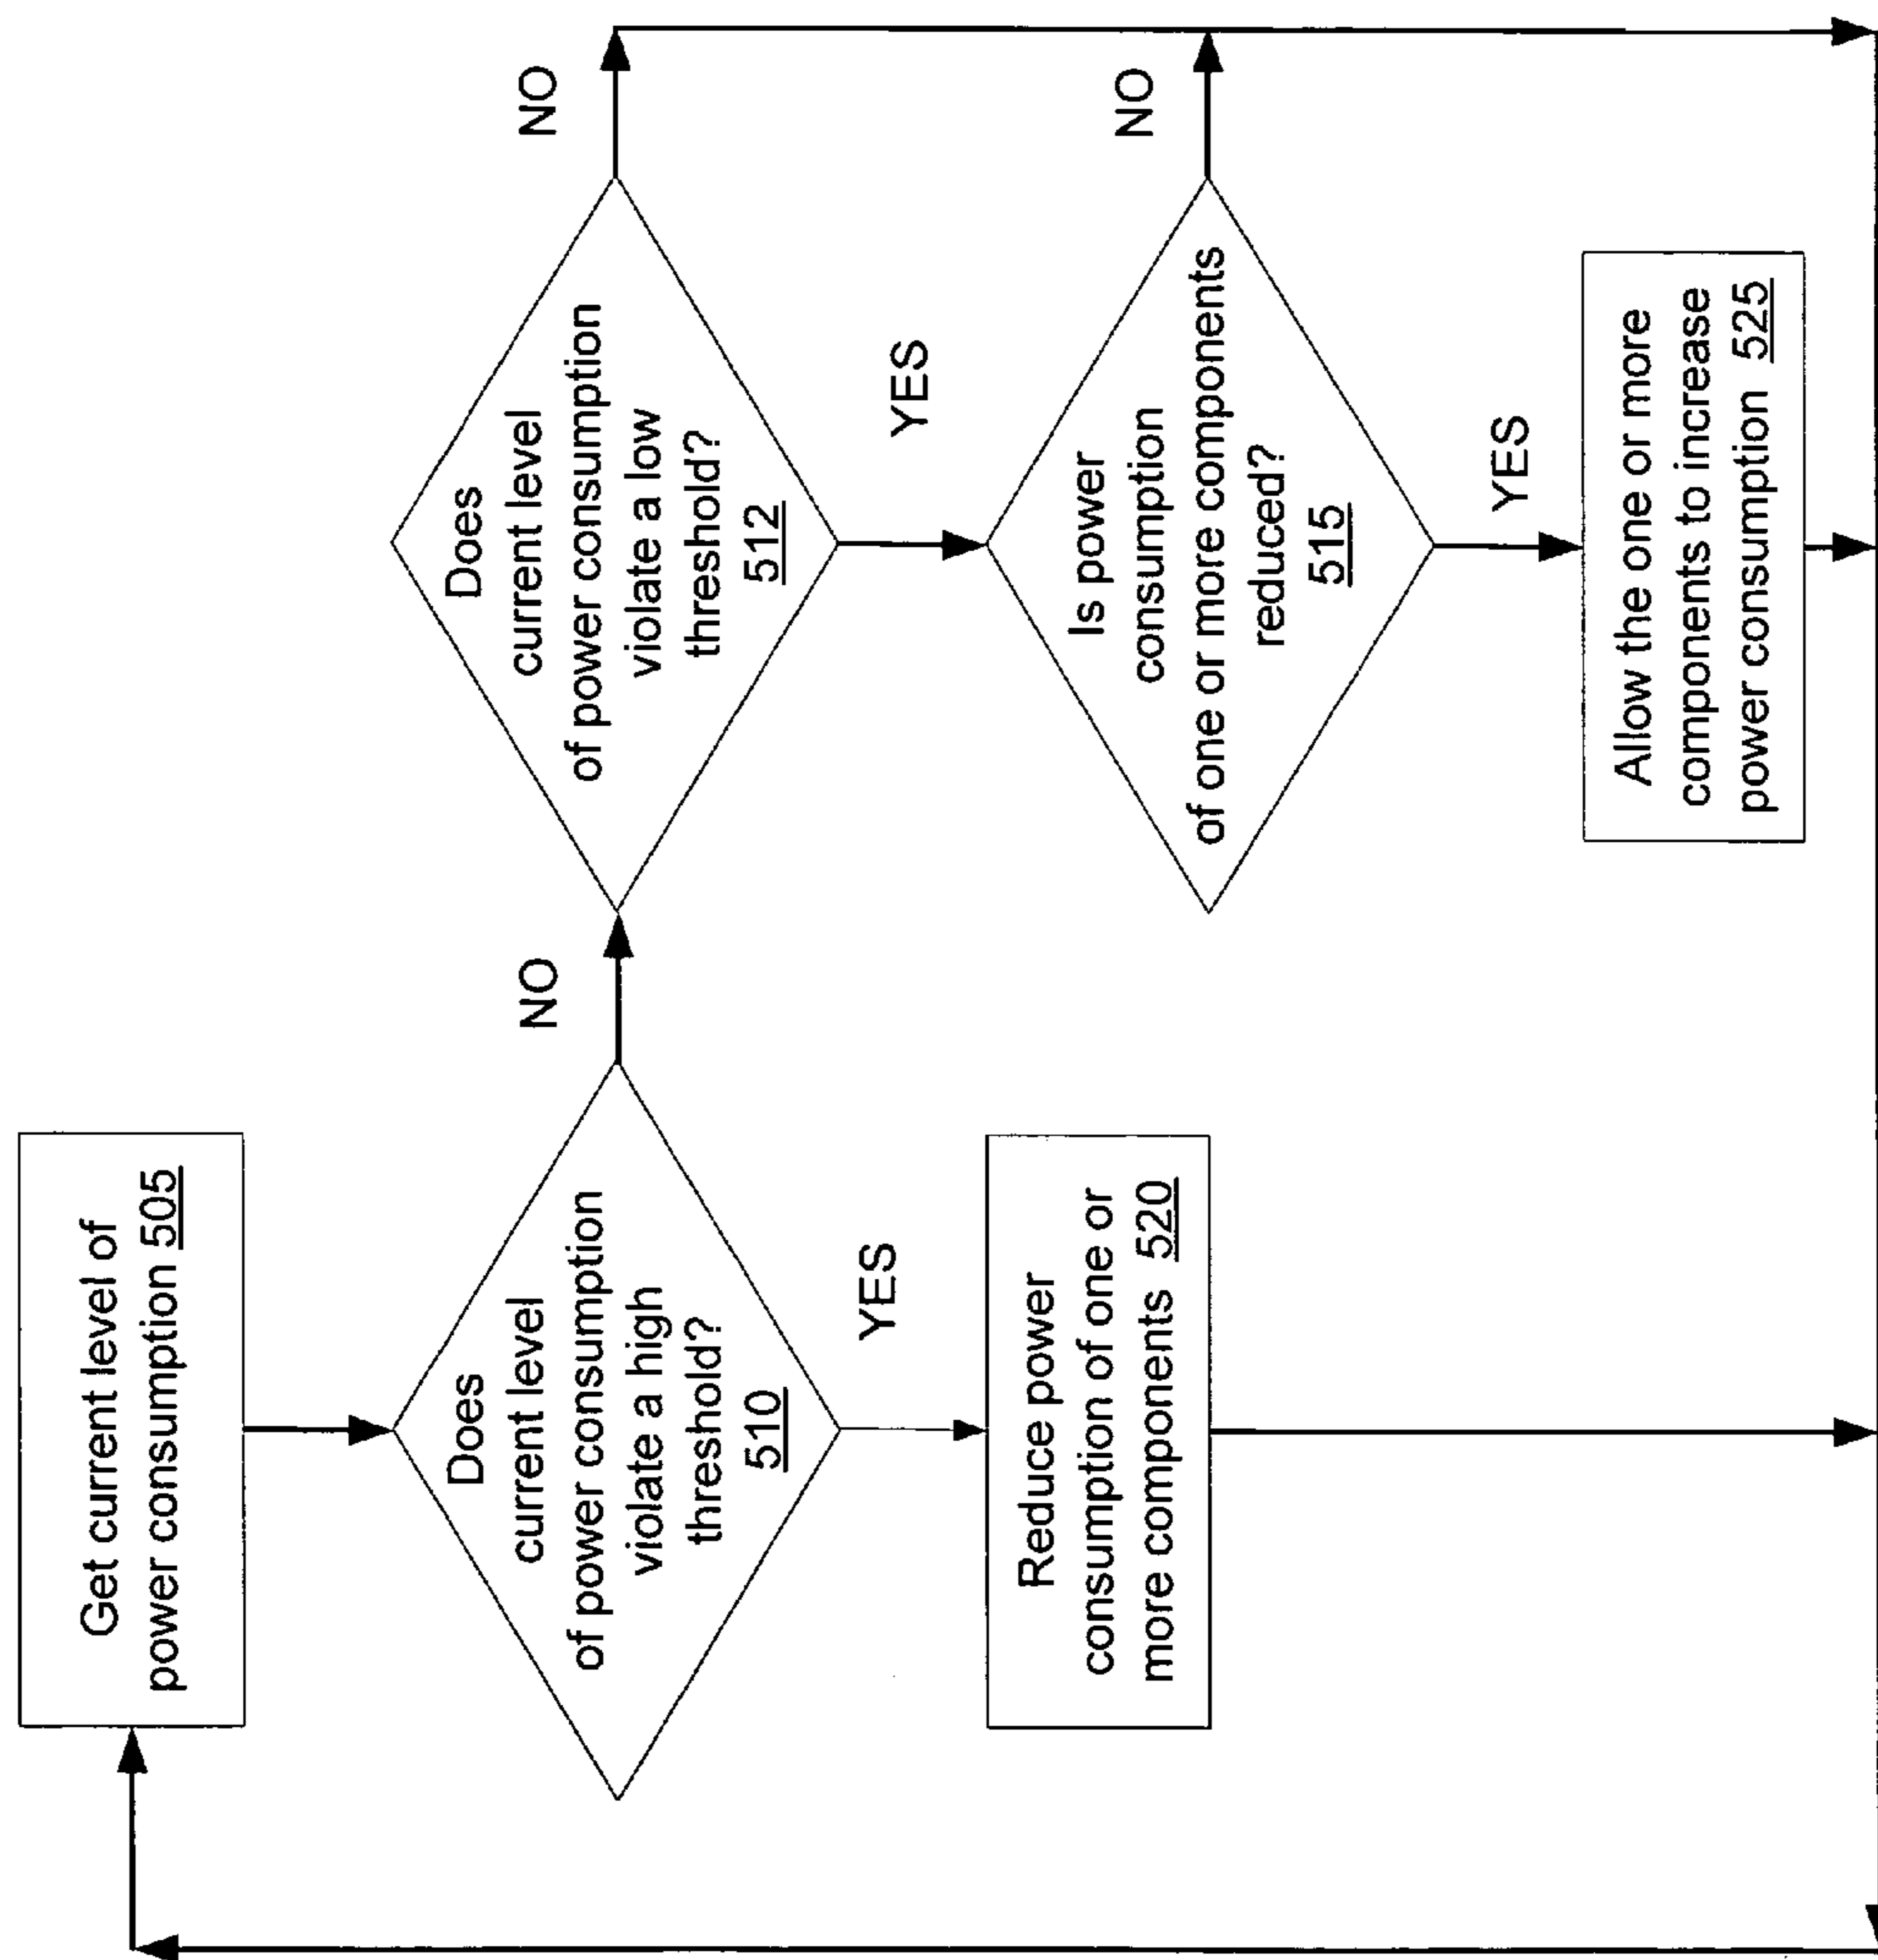 Get current level of
power consumption 505
Does
current level
of power consumption
violate a high
threshold?
510
NO
YES
Does
current level
of power consumption
violate a low
threshold?
512
NO
YES
Reduce power
consumption of one or
more components 520
Is power
consumption
of one or more components
reduced?
515
NO
YES
Allow the one or more
components to increase
power consumption 525